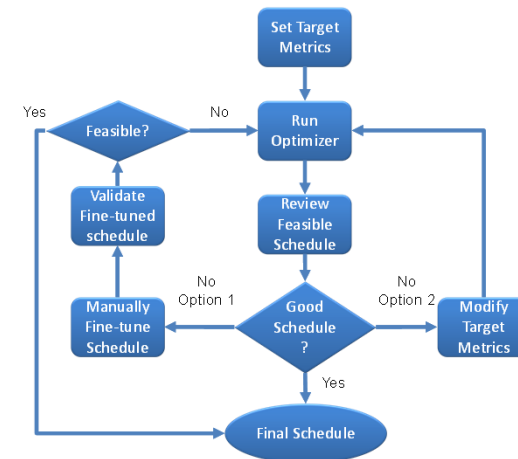 Set Target
Metrics
Yes
Feasible?
No
Run
Optimizer
Validate
Fine-tuned
schedule
Review
Feasible
Schedule
No
Option 1
No
Option 2
Manually
Fine-tune
Schedule
Good
Schedule
?
Modify
Target
Metrics
Yes
Final Schedule